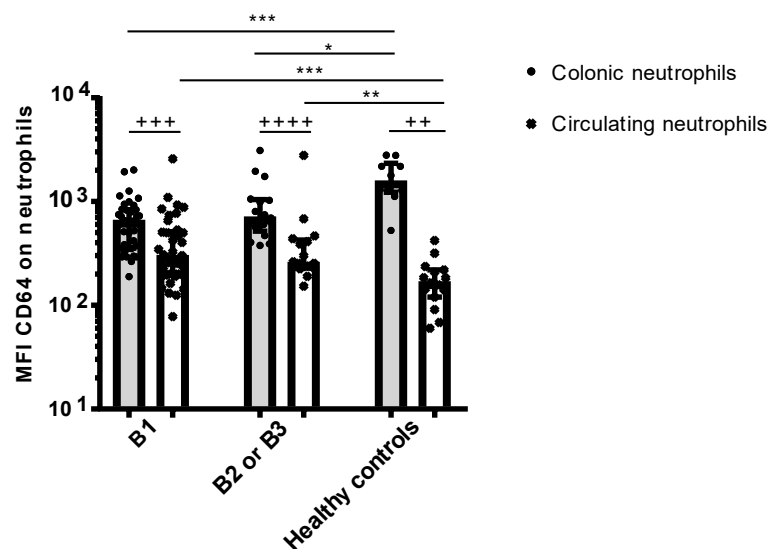 ***
*
***
**
+++
++++
++
Colonic neutrophils
Circulating neutrophils
MFI CD64 on neutrophils
10⁴
10³
10²
10¹
B1
B2 or B3
Healthy controls